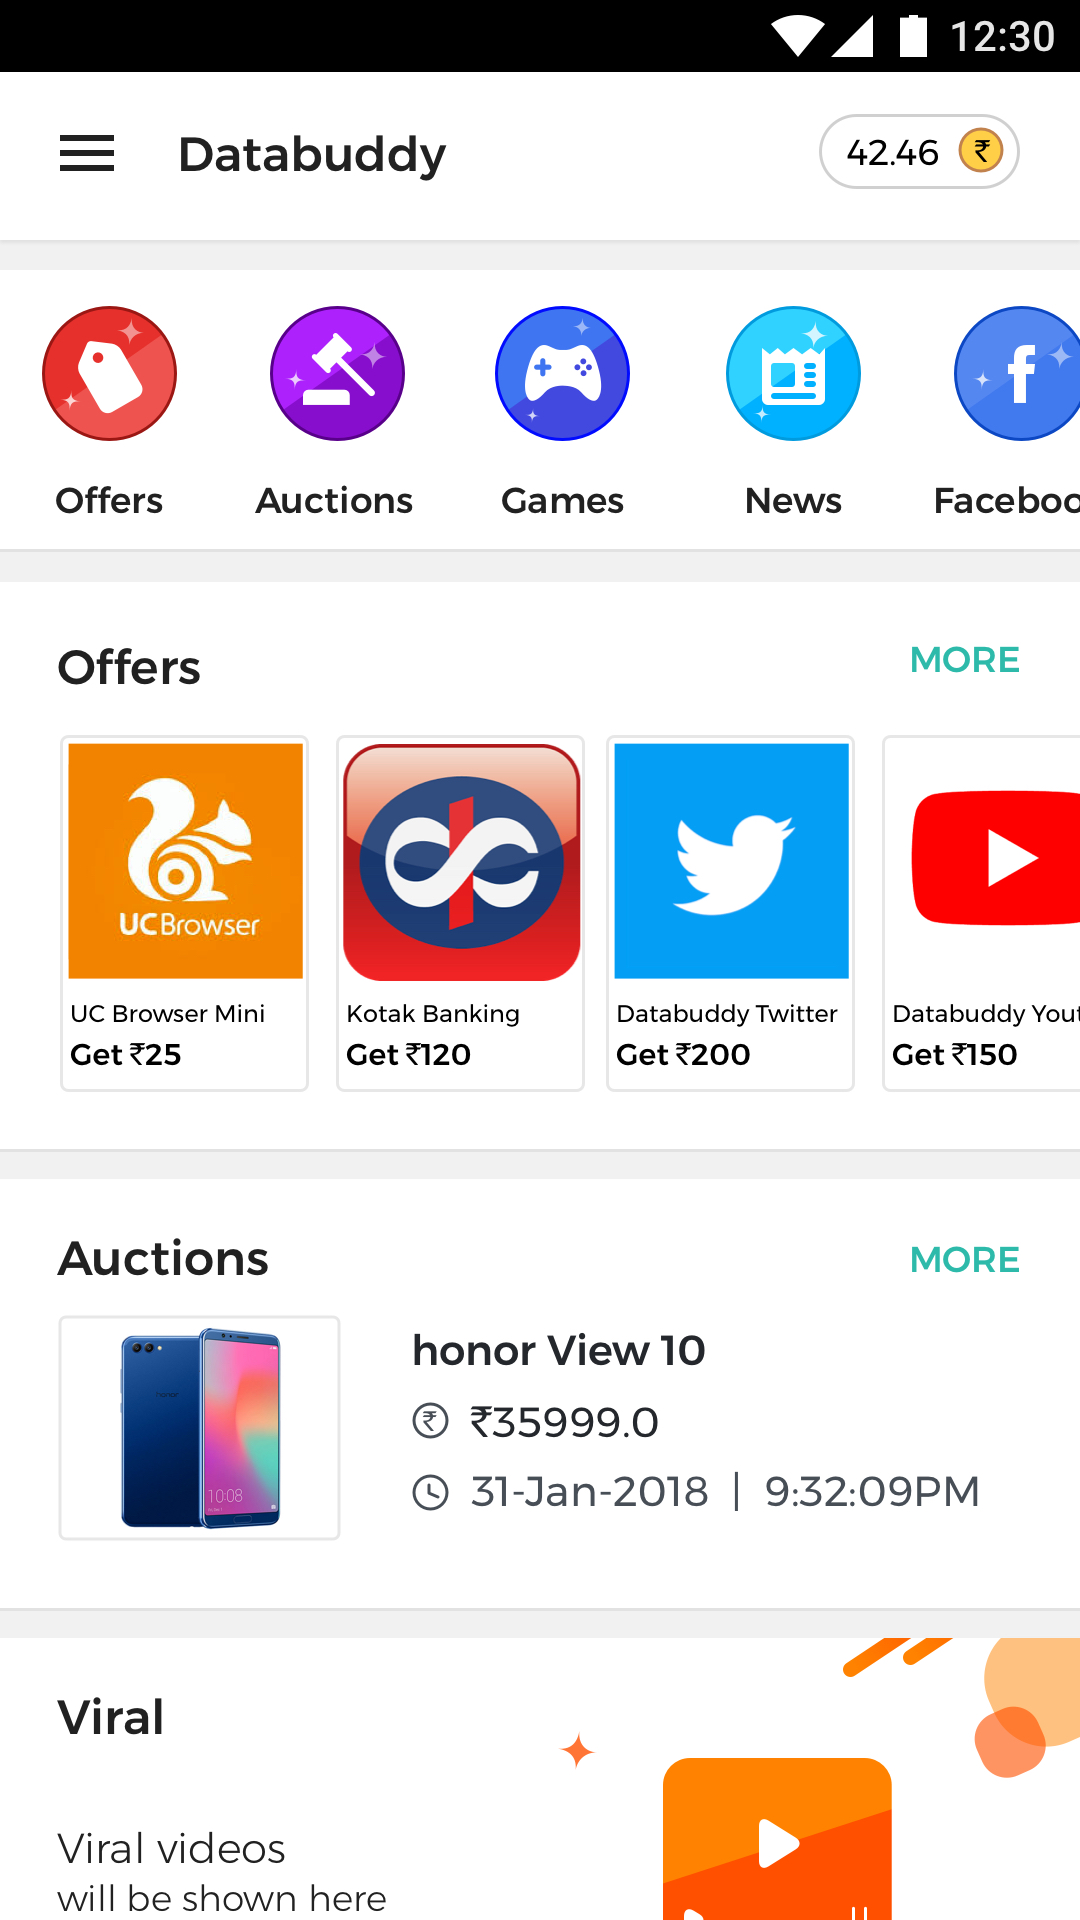 12:30
Databuddy
42.46 ₹
Offers Auctions Games News Faceboo
Offers MORE
UCBrowser
UC Browser Mini Kotak Banking Databuddy Twitter Databuddy Yout
Get ₹25 Get ₹120 Get ₹200 Get ₹150
Auctions MORE
honor
10:08
honor View 10
₹ ₹35999.0
31-Jan-2018 | 9:32:09PM
Viral
Viral videos
will be shown here